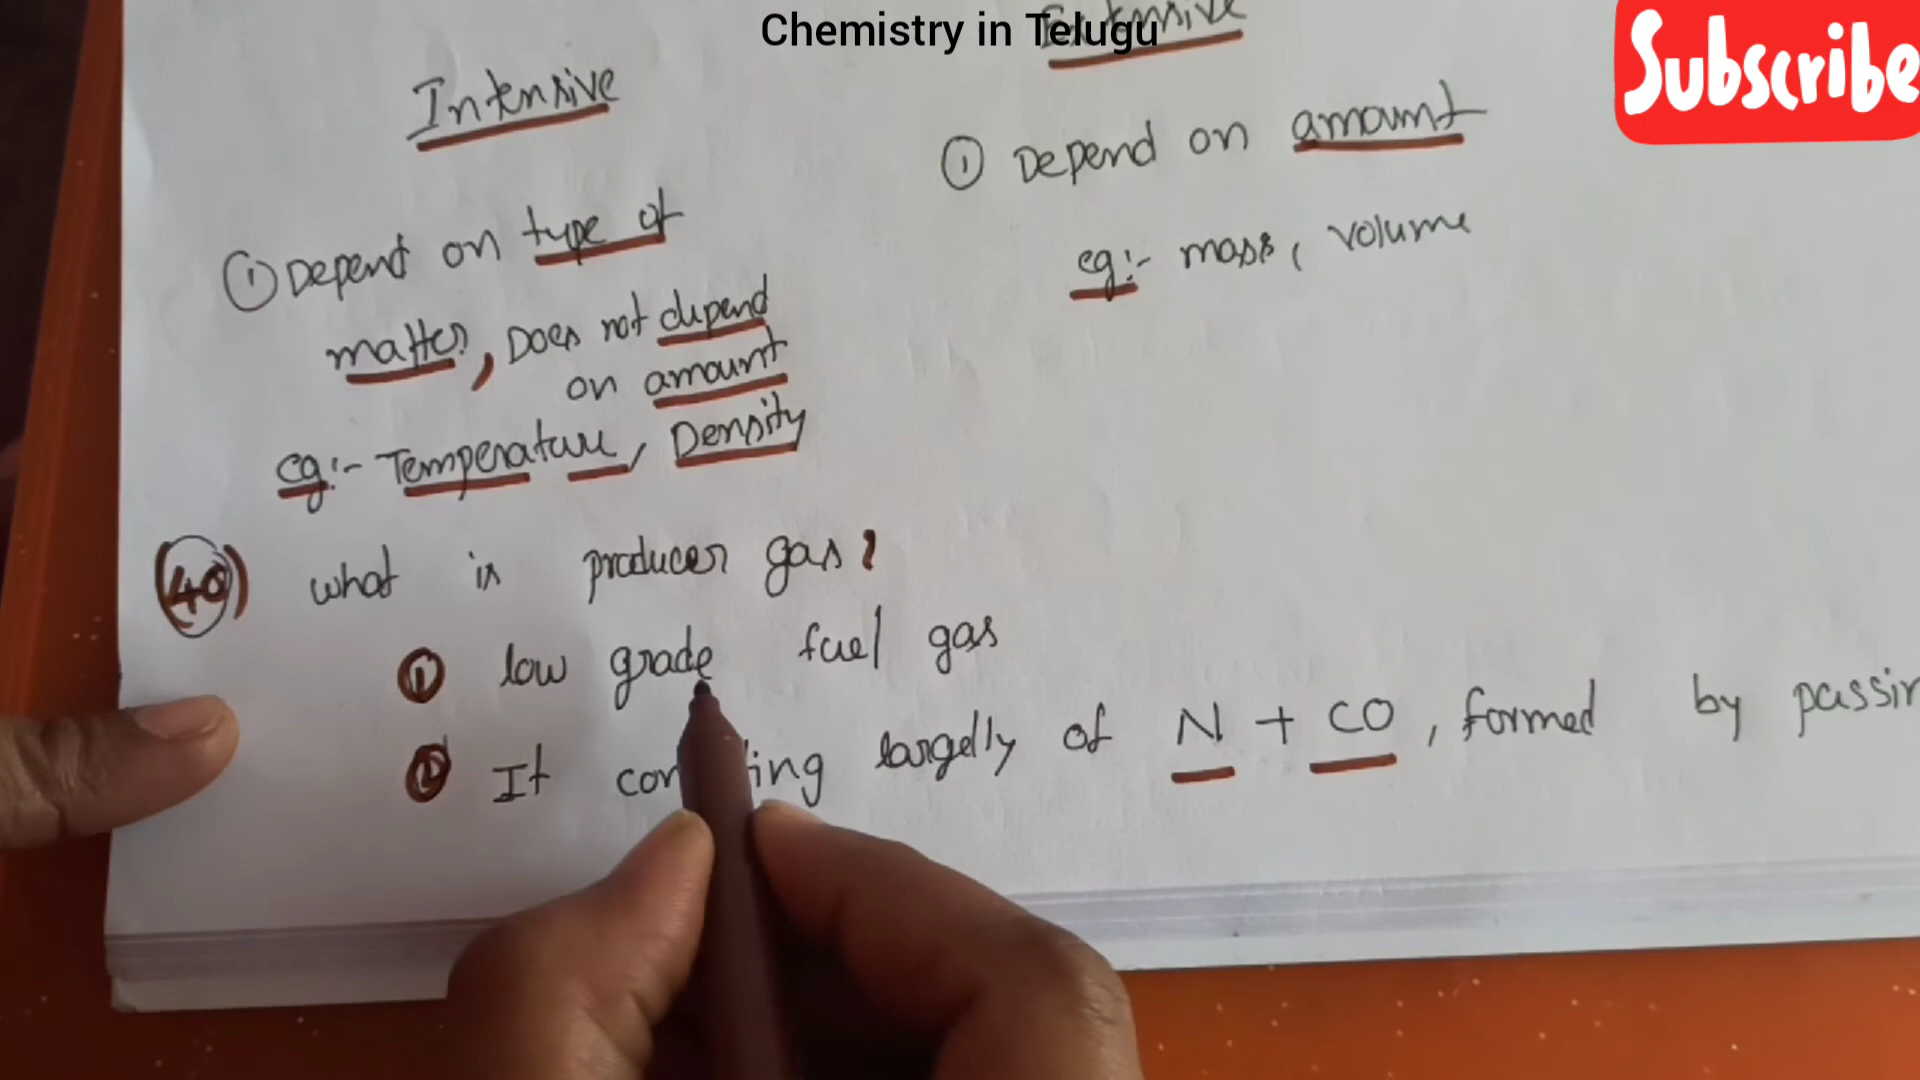 Chemistry in Telugu
Subscribe
Intensive
Extensive
① Depend on type of
matter, Does not depend
on amount
eg:- Temperature, Density
① Depend on amount
eg:- mass, volume
40) what is producer gas?
① low grade fuel gas
② It largelly of N + CO, formed by